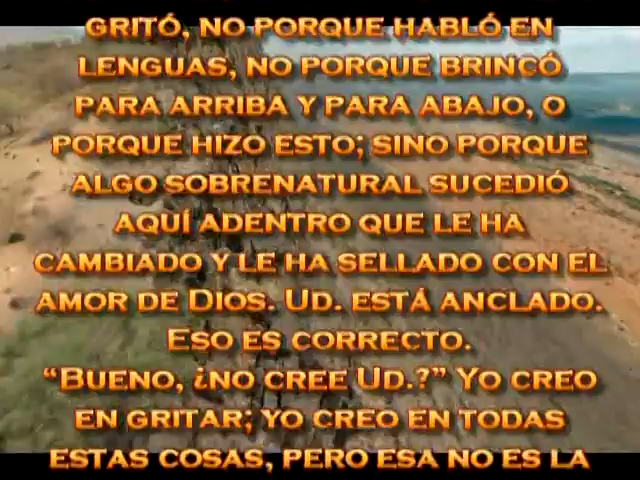 GRITÓ, NO PORQUE HABLÓ EN
LENGUAS, NO PORQUE BRINCÓ
PARA ARRIBA Y PARA ABAJO, O
PORQUE HIZO ESTO; SINO PORQUE
ALGO SOBRENATURAL SUCEDIÓ
AQUÍ ADENTRO QUE LE HA
CAMBIADO Y LE HA SELLADO CON EL
AMOR DE DIOS. UD. ESTÁ ANCLADO.
ESO ES CORRECTO.
“BUENO, ¿NO CREE UD.?” YO CREO
EN GRITAR; YO CREO EN TODAS
ESTAS COSAS, PERO ESA NO ES LA